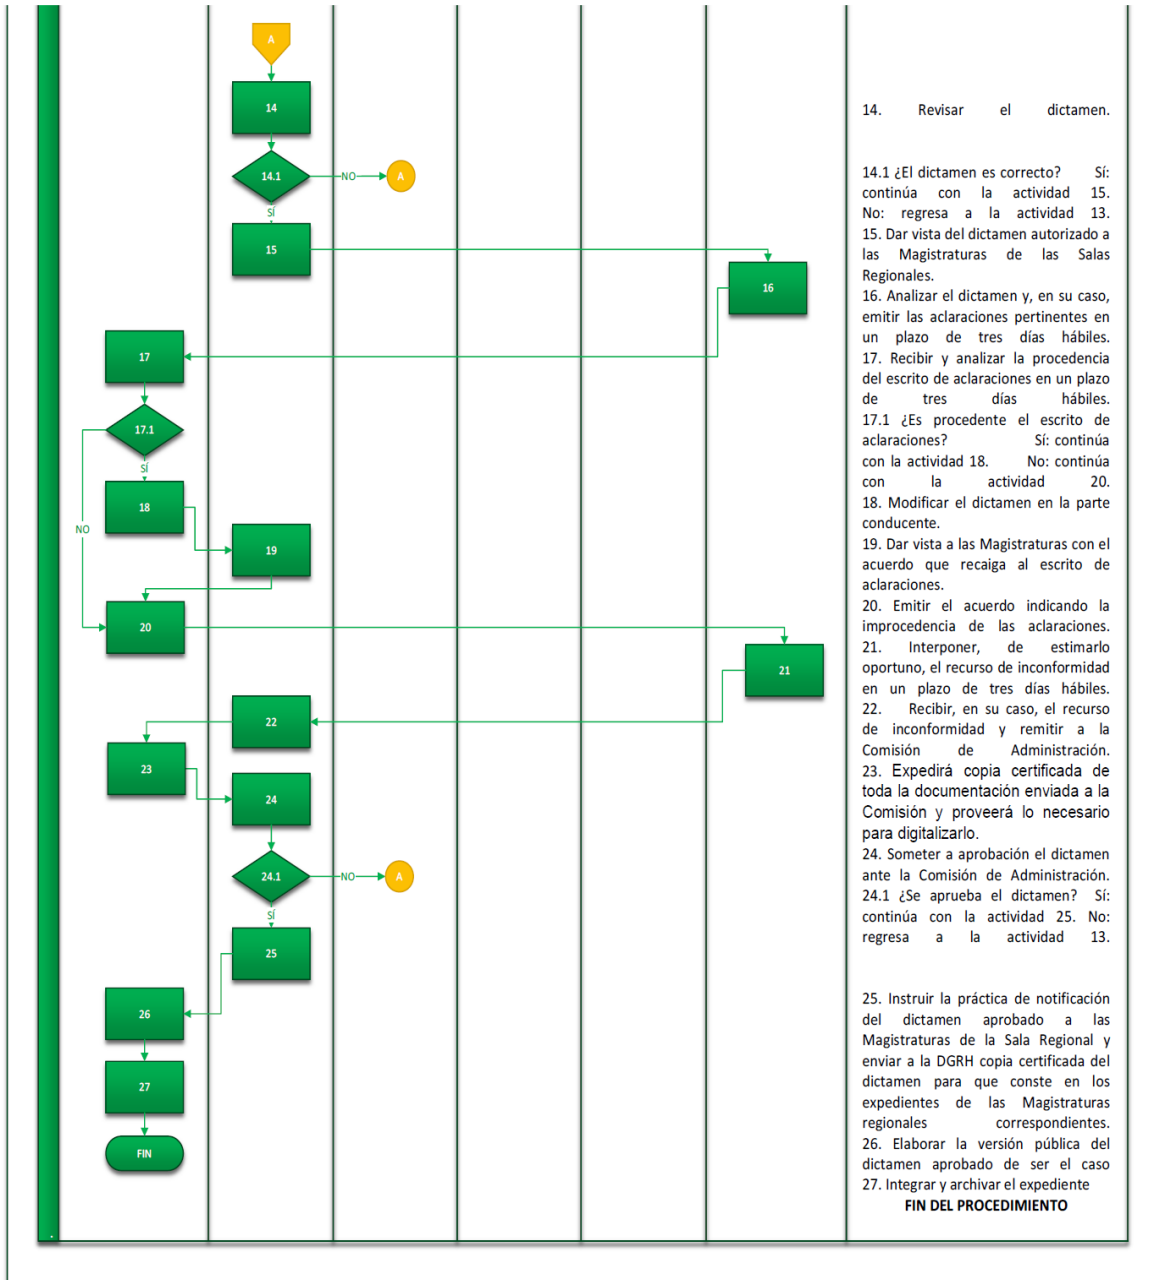 A
14
14.1
NO
A
SÍ
15
16
17
17.1
SÍ
NO
18
19
20
21
22
23
24
24.1
NO
A
SÍ
25
26
27
FIN
14. Revisar el dictamen.
14.1 ¿El dictamen es correcto? Sí:
continúa con la actividad 15.
No: regresa a la actividad 13.
15. Dar vista del dictamen autorizado a
las Magistraturas de las Salas
Regionales.
16. Analizar el dictamen y, en su caso,
emitir las aclaraciones pertinentes en
un plazo de tres días hábiles.
17. Recibir y analizar la procedencia
del escrito de aclaraciones en un plazo
de tres días hábiles.
17.1 ¿Es procedente el escrito de
aclaraciones? Sí: continúa
con la actividad 18. No: continúa
con la actividad 20.
18. Modificar el dictamen en la parte
conducente.
19. Dar vista a las Magistraturas con el
acuerdo que recaiga al escrito de
aclaraciones.
20. Emitir el acuerdo indicando la
improcedencia de las aclaraciones.
21. Interponer, de estimarlo
oportuno, el recurso de inconformidad
en un plazo de tres días hábiles.
22. Recibir, en su caso, el recurso
de inconformidad y remitir a la
Comisión de Administración.
23. Expedirá copia certificada de
toda la documentación enviada a la
Comisión y proveerá lo necesario
para digitalizarlo.
24. Someter a aprobación el dictamen
ante la Comisión de Administración.
24.1 ¿Se aprueba el dictamen? Sí:
continúa con la actividad 25. No:
regresa a la actividad 13.
25. Instruir la práctica de notificación
del dictamen aprobado a las
Magistraturas de la Sala Regional y
enviar a la DGRH copia certificada del
dictamen para que conste en los
expedientes de las Magistraturas
regionales correspondientes.
26. Elaborar la versión pública del
dictamen aprobado de ser el caso
27. Integrar y archivar el expediente
FIN DEL PROCEDIMIENTO